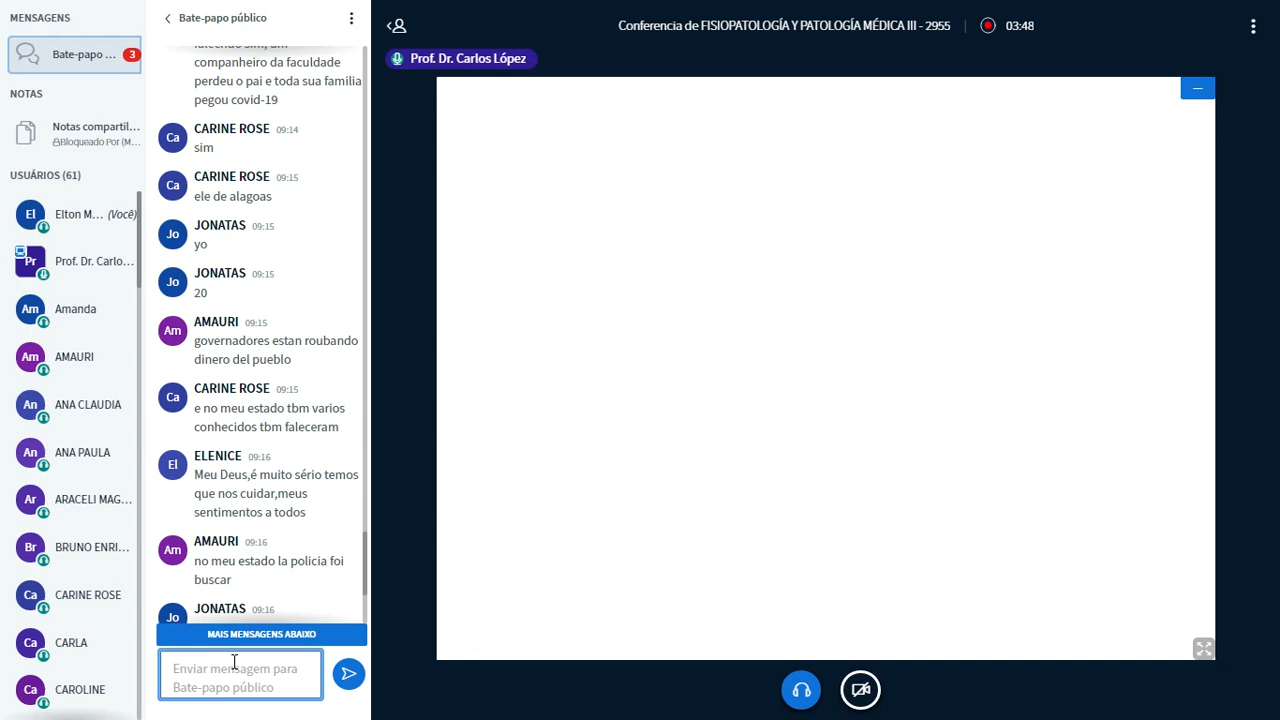 MENSAGENS
Bate-papo ... 3
NOTAS
Notas compartil...
Bloqueado Por (M...
USUÁRIOS (61)
El Elton M... (Você)
Pr Prof. Dr. Carlo...
Am Amanda
Am AMAURI
An ANA CLAUDIA
An ANA PAULA
Ar ARACELI MAG...
Br BRUNO ENRI...
Ca CARINE ROSE
Ca CARLA
Ca CAROLINE
Bate-papo público
companheiro da faculdade
perdeu o pai e toda sua familia
pegou covid-19
Ca CARINE ROSE 09:14
sim
Ca CARINE ROSE 09:15
ele de alagoas
Jo JONATAS 09:15
yo
Jo JONATAS 09:15
20
Am AMAURI 09:15
governadores estan roubando
dinero del pueblo
Ca CARINE ROSE 09:15
e no meu estado tbm varios
conhecidos tbm faleceram
El ELENICE 09:16
Meu Deus,é muito sério temos
que nos cuidar,meus
sentimentos a todos
Am AMAURI 09:16
no meu estado la policia foi
buscar
Jo JONATAS 09:16
MAIS MENSAGENS ABAIXO
Enviar mensagem para
Bate-papo público
Conferencia de FISIOPATOLOGÍA Y PATOLOGÍA MÉDICA III - 2955
03:48
Prof. Dr. Carlos López